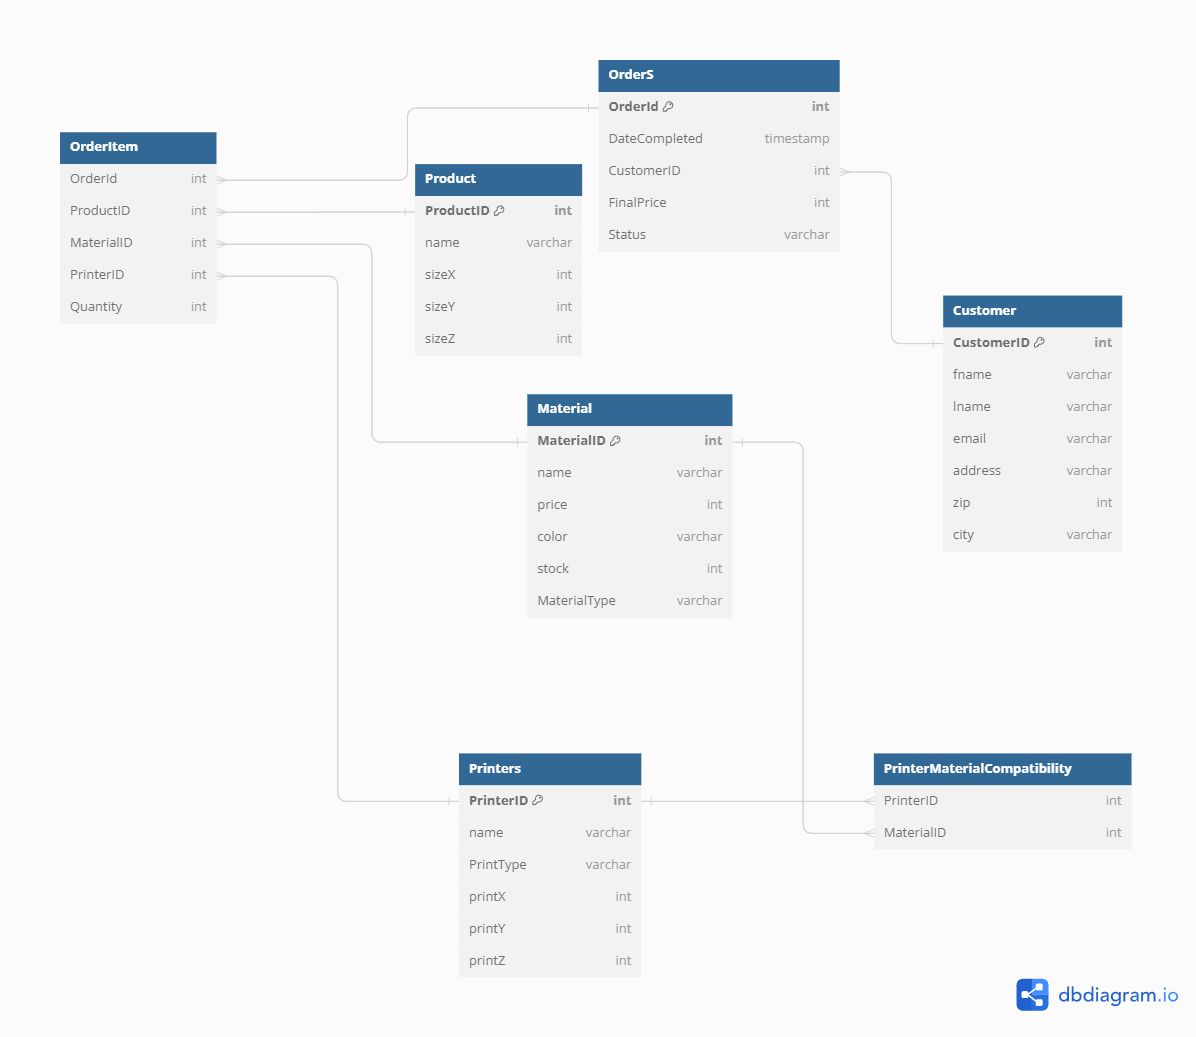 OrderS
OrderId int
DateCompleted timestamp
CustomerID int
FinalPrice int
Status varchar
OrderItem
OrderId int
ProductID int
MaterialID int
PrinterID int
Quantity int
Product
ProductID int
name varchar
sizeX int
sizeY int
sizeZ int
Customer
CustomerID int
fname varchar
lname varchar
email varchar
address varchar
zip int
city varchar
Material
MaterialID int
name varchar
price int
color varchar
stock int
MaterialType varchar
Printers
PrinterID int
name varchar
PrintType varchar
printX int
printY int
printZ int
PrinterMaterialCompatibility
PrinterID int
MaterialID int
dbdiagram.io